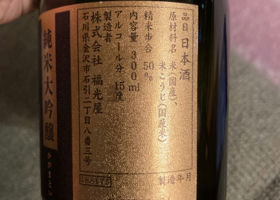 品目 日本酒
原材料名 米(国産)、
米こうじ(国産米)
精米歩合 50%
内容量 300ml
アルコール分 15度
製造者
株式会社 福光屋
石川県金沢市石引二丁目八番三号
純米大吟醸
製造年月